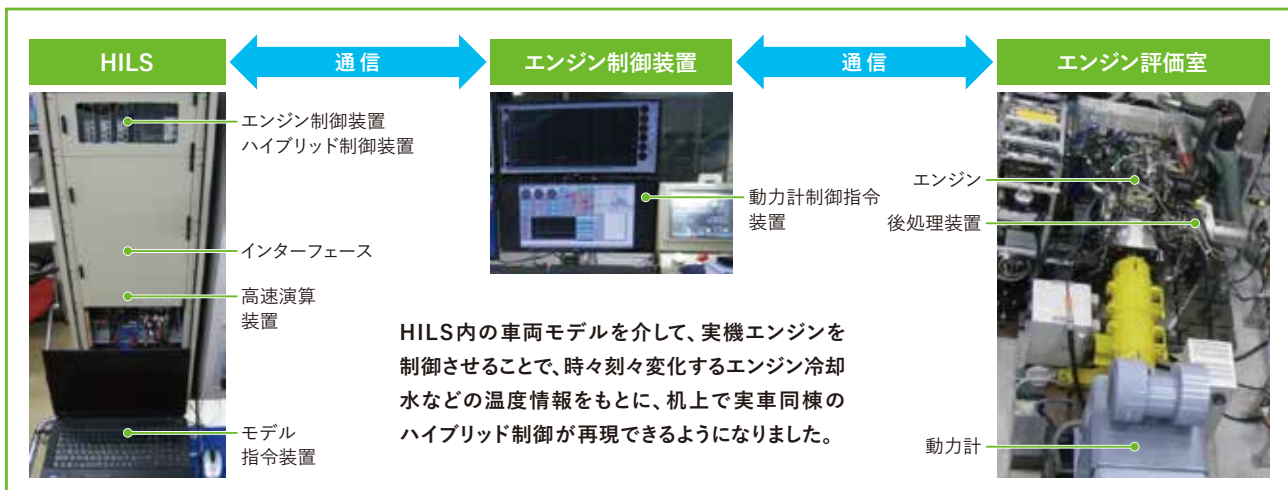 HILS
通信
エンジン制御装置
通信
エンジン評価室
エンジン制御装置
ハイブリッド制御装置
インターフェース
高速演算
装置
モデル
指令装置
動力計制御指令
装置
エンジン
後処理装置
動力計
HILS内の車両モデルを介して、実機エンジンを
制御させることで、時々刻々変化するエンジン冷却
水などの温度情報をもとに、机上で実車同棟の
ハイブリッド制御が再現できるようになりました。